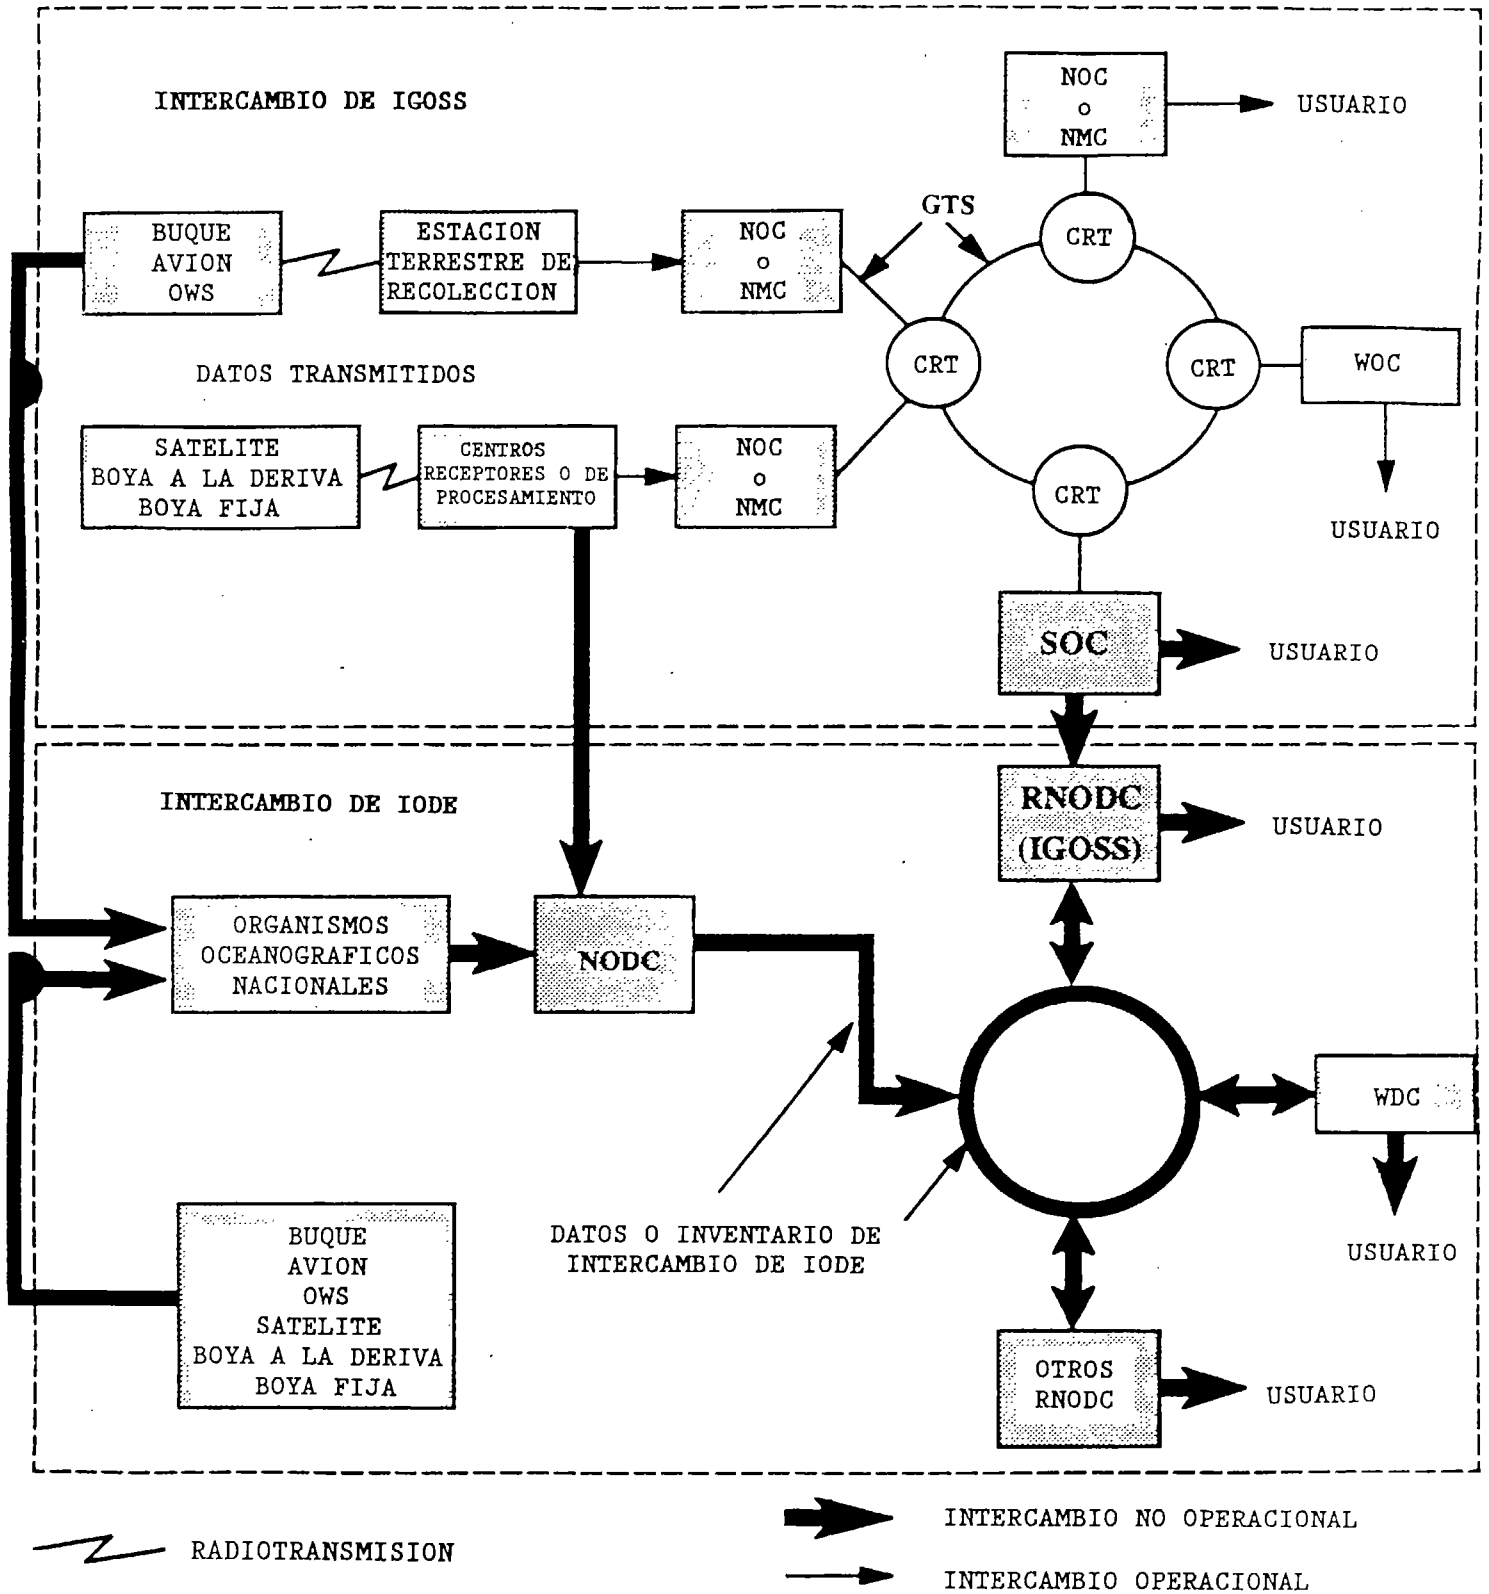 INTERCAMBIO DE IGOSS
NOC
o
NMC
USUARIO
GTS
BUQUE
AVION
OWS
ESTACION
TERRESTRE DE
RECOLECCION
NOC
o
NMC
CRT
CRT
CRT
WOC
DATOS TRANSMITIDOS
SATELITE
BOYA A LA DERIVA
BOYA FIJA
CENTROS
RECEPTORES O DE
PROCESAMIENTO
NOC
o
NMC
CRT
USUARIO
SOC
USUARIO
INTERCAMBIO DE IODE
RNODC
(IGOSS)
USUARIO
ORGANISMOS
OCEANOGRAFICOS
NACIONALES
NODC
WDC
USUARIO
DATOS O INVENTARIO DE
INTERCAMBIO DE IODE
BUQUE
AVION
OWS
SATELITE
BOYA A LA DERIVA
BOYA FIJA
OTROS
RNODC
USUARIO
RADIOTRANSMISION
INTERCAMBIO NO OPERACIONAL
INTERCAMBIO OPERACIONAL